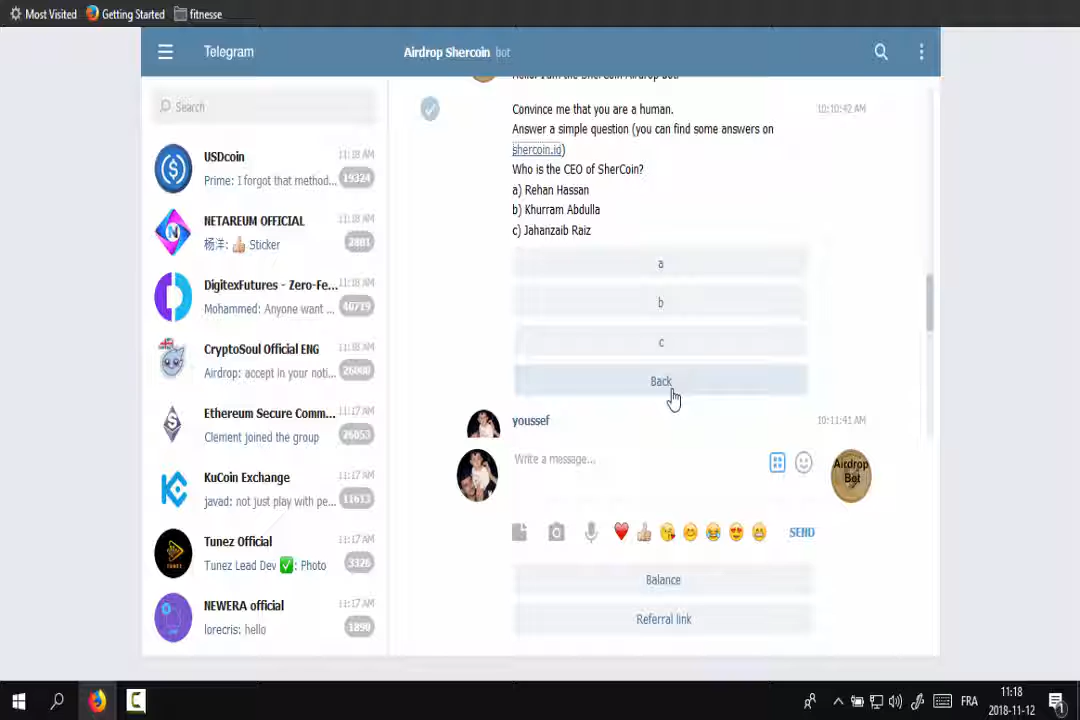 Most Visited
Getting Started
fitnesse
Telegram
Airdrop Shercoin bot
Search
USDcoin
11:18 AM
Prime: I forgot that method...
19324
NETAREUM OFFICIAL
11:18 AM
杨洋: 👍 Sticker
2881
DigitexFutures - Zero-Fe...
11:18 AM
Mohammed: Anyone want ...
40719
CryptoSoul Official ENG
11:18 AM
Airdrop: accept in your noti...
26000
Ethereum Secure Comm...
11:17 AM
Clement joined the group
26053
KuCoin Exchange
11:17 AM
javad: not just play with pe...
11613
Tunez Official
11:17 AM
Tunez Lead Dev ✅: Photo
3326
NEWERA official
11:17 AM
lorecris: hello
1890
Hello! I am the SherCoin Airdrop Bot!
Convince me that you are a human.
10:10:42 AM
Answer a simple question (you can find some answers on
shercoin.io)
Who is the CEO of SherCoin?
a) Rehan Hassan
b) Khurram Abdulla
c) Jahanzaib Raiz
a
b
c
Back
youssef
10:11:41 AM
Write a message...
Airdrop
Bot
SEND
Balance
Referral link
FRA
11:18
2018-11-12
1